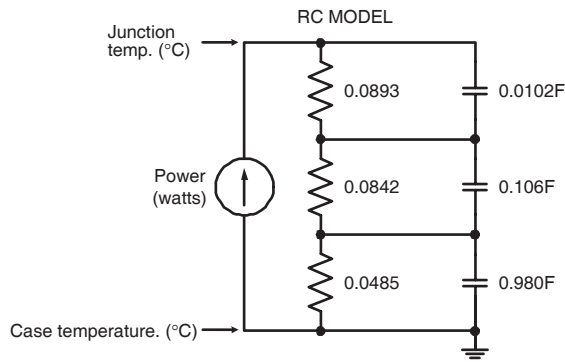 RC MODEL
Junction
temp. (°C)
0.0893
0.0102F
Power
(watts)
0.0842
0.106F
0.0485
0.980F
Case temperature. (°C)